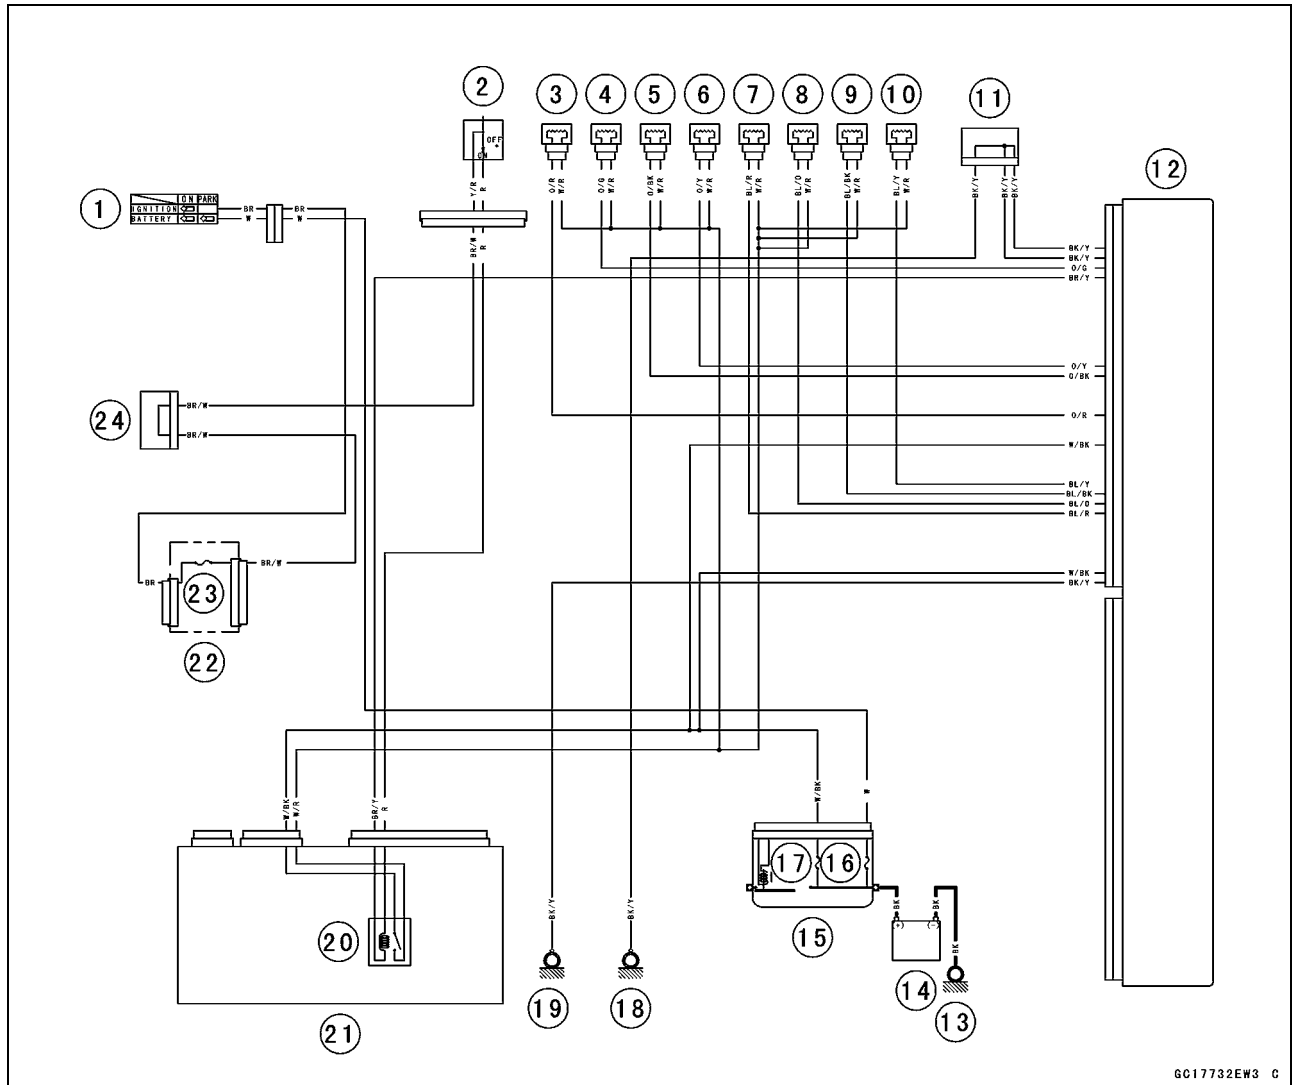 2
3 4 5 6 7 8 9 10
11
OFF
ON
12
1
ON PARK
IGNITION
BATTERY
BR BR
W W
Y/R R
O/R W/R O/G W/R O/BK W/R O/Y W/R BL/R W/R BL/O W/R BL/BK W/R BL/Y W/R
BK/Y BK/Y BK/Y
BR/W R
BK/Y
BK/Y
O/G
BR/Y
O/Y
O/BK
O/R
W/BK
BL/Y
BL/BK
BL/O
BL/R
W/BK
BK/Y
24
BR/W
BR/W
BR
BR/W
23
22
W/BK W/R BR/Y R
W/BK W
17 16
BK/Y BK/Y
BK BK
(+) (-)
BK
20
15
14
19 18
13
21
GC17732EW3 C